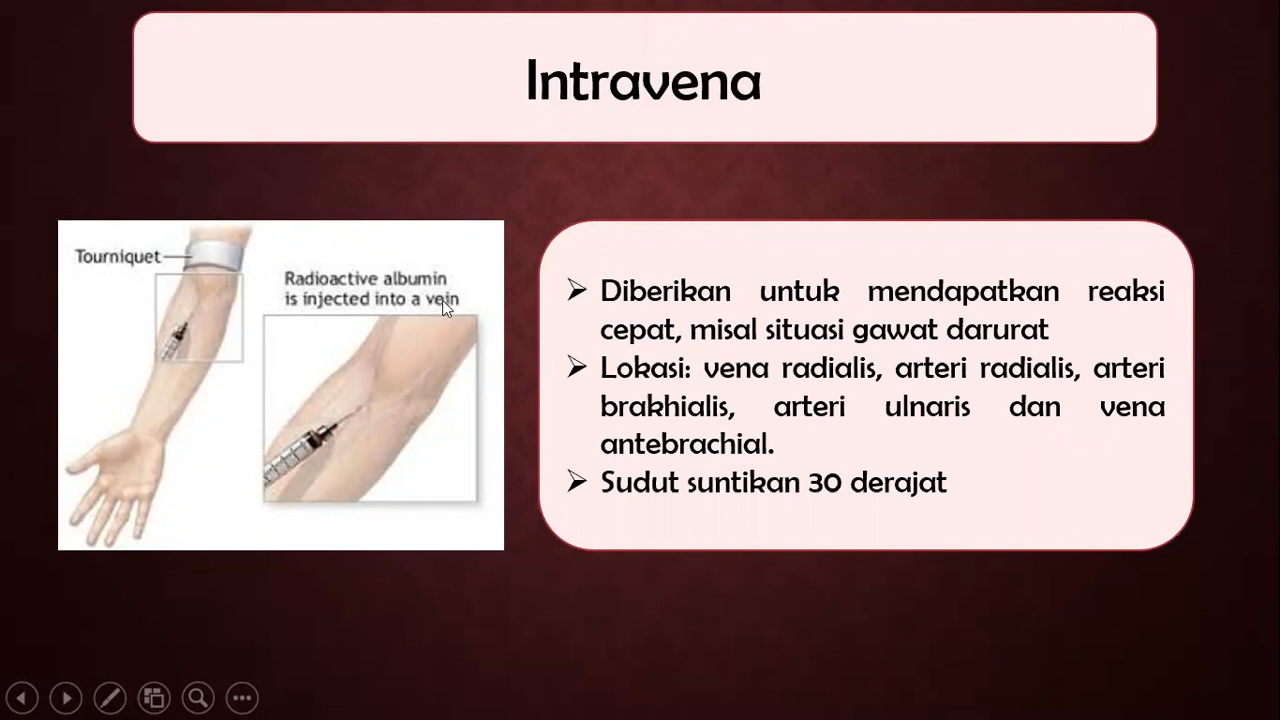 Intravena
Tourniquet
Radioactive albumin
is injected into a vein
➢ Diberikan untuk mendapatkan reaksi
cepat, misal situasi gawat darurat
➢ Lokasi: vena radialis, arteri radialis, arteri
brakhialis, arteri ulnaris dan vena
antebrachial.
➢ Sudut suntikan 30 derajat